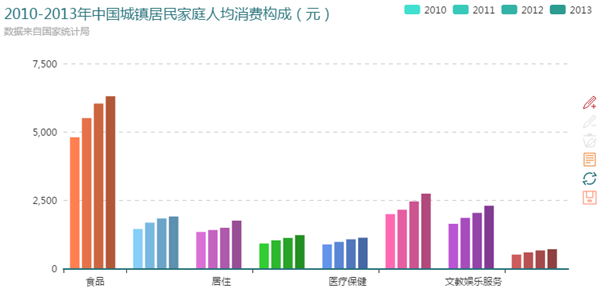 2010-2013年中国城镇居民家庭人均消费构成（元）
2010 2011 2012 2013
数据来自国家统计局
7,500
5,000
2,500
0
食品 居住 医疗保健 文教娱乐服务